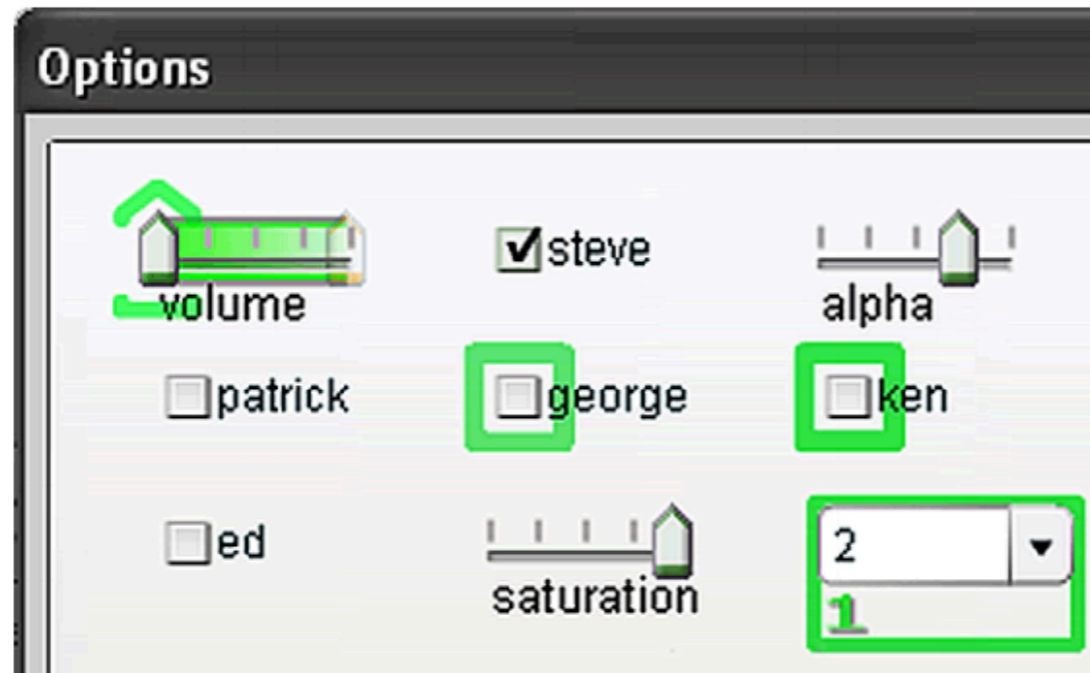 Options
steve
volume
alpha
patrick
george
ken
ed
2
saturation
1